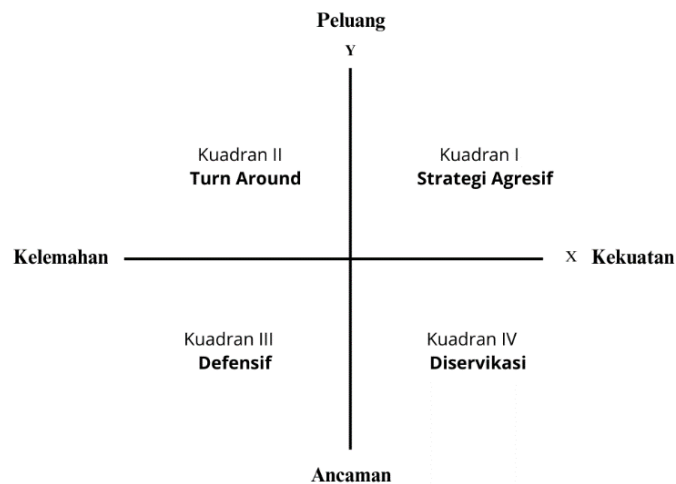 Peluang
Y
Kuadran II
Turn Around
Kuadran I
Strategi Agresif
Kelemahan
X Kekuatan
Kuadran III
Defensif
Kuadran IV
Diservikasi
Ancaman